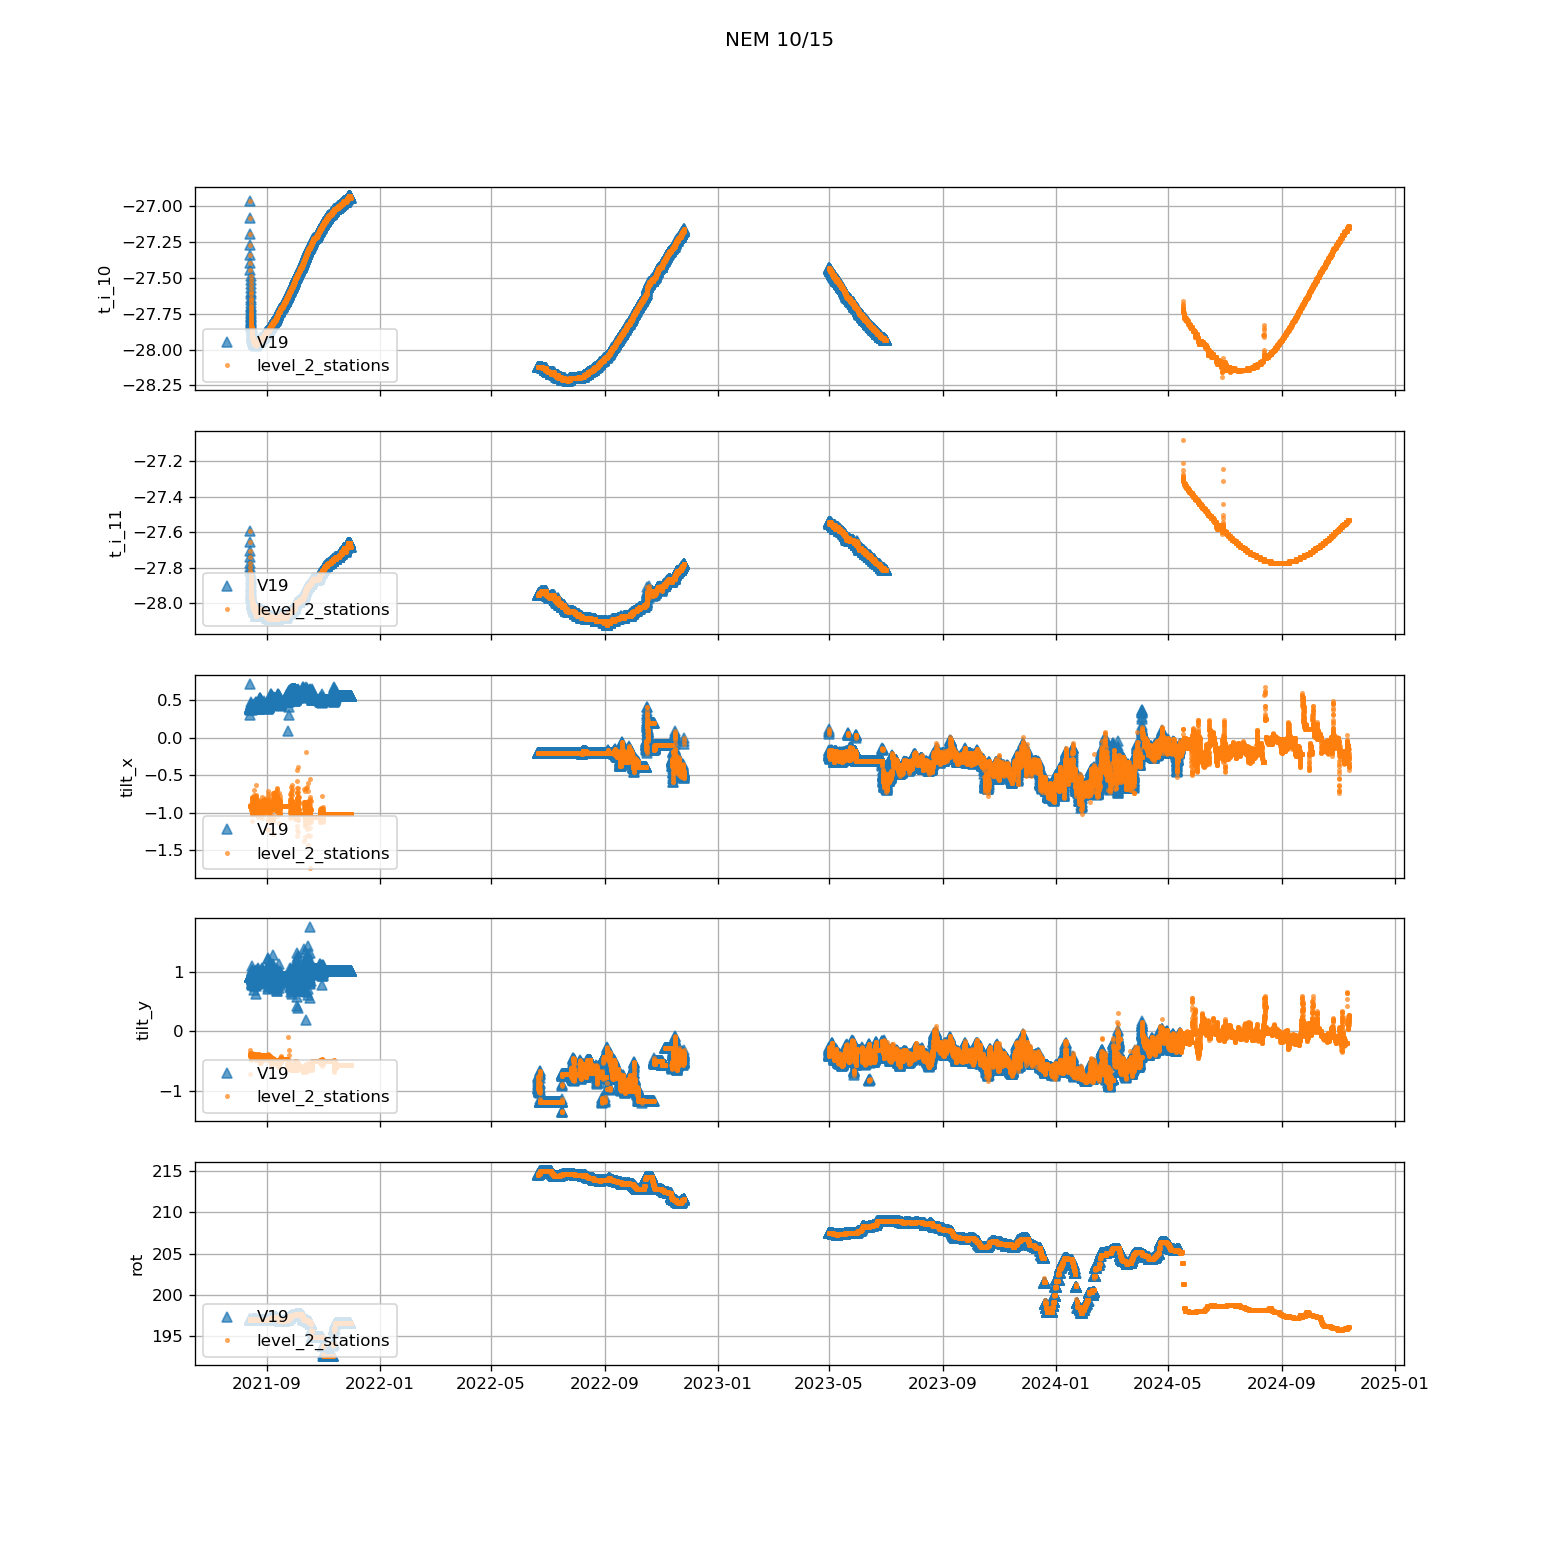 NEM 10/15
t_i_10
−27.00
−27.25
−27.50
−27.75
−28.00
−28.25
V19
level_2_stations
t_i_11
−27.2
−27.4
−27.6
−27.8
−28.0
V19
level_2_stations
tilt_x
0.5
0.0
−0.5
−1.0
−1.5
V19
level_2_stations
tilt_y
1
0
−1
V19
level_2_stations
rot
215
210
205
200
195
V19
level_2_stations
2021-09 2022-01 2022-05 2022-09 2023-01 2023-05 2023-09 2024-01 2024-05 2024-09 2025-01